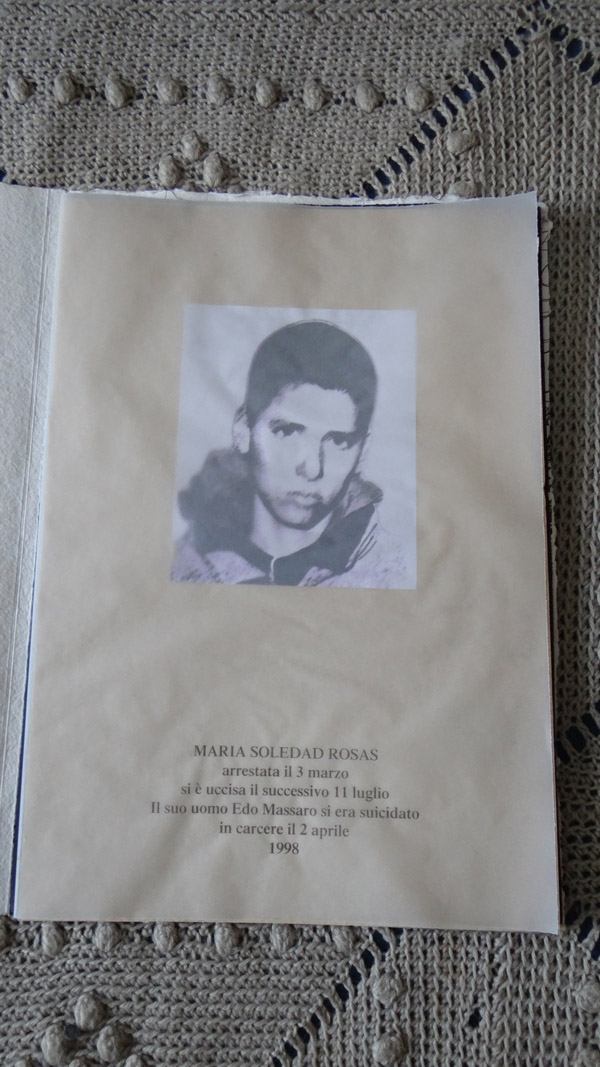 MARIA SOLEDAD ROSAS
arrestata il 3 marzo
si è uccisa il successivo 11 luglio
Il suo uomo Edo Massaro si era suicidato
in carcere il 2 aprile
1998